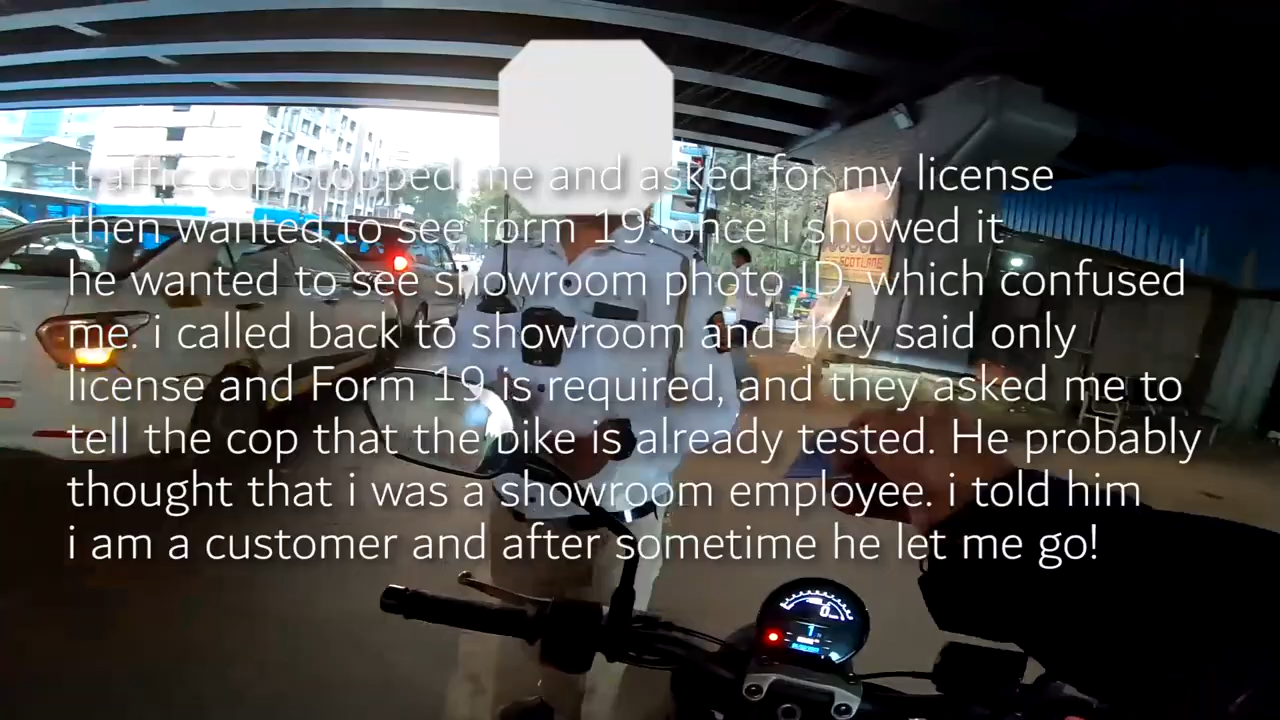 traffic cop stopped me and asked for my license
then wanted to see form 19. once i showed it
he wanted to see showroom photo ID, which confused
me. i called back to showroom and they said only
license and Form 19 is required, and they asked me to
tell the cop that the bike is already tested. He probably
thought that i was a showroom employee. i told him
i am a customer and after sometime he let me go!
SCOTLANE